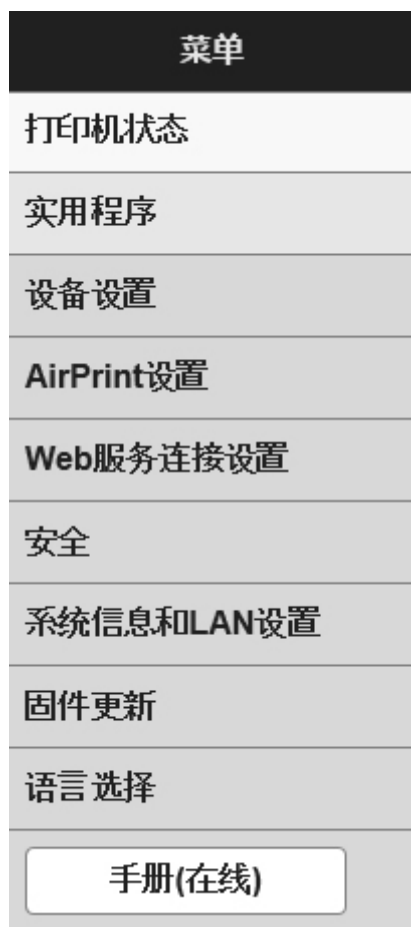 菜单
打印机状态
实用程序
设备设置
AirPrint设置
Web服务连接设置
安全
系统信息和LAN设置
固件更新
语言选择
手册(在线)